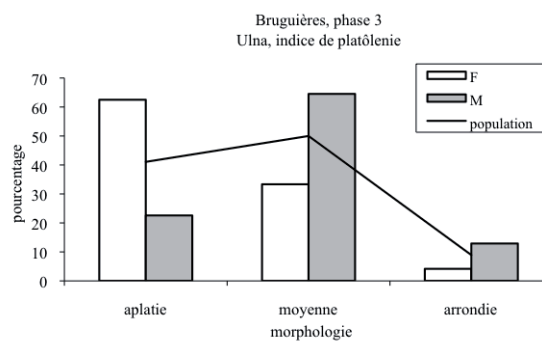 Bruguières, phase 3
Ulna, indice de platôlenie
F
M
population
pourcentage
70
60
50
40
30
20
10
0
aplatie moyenne arrondie
morphologie